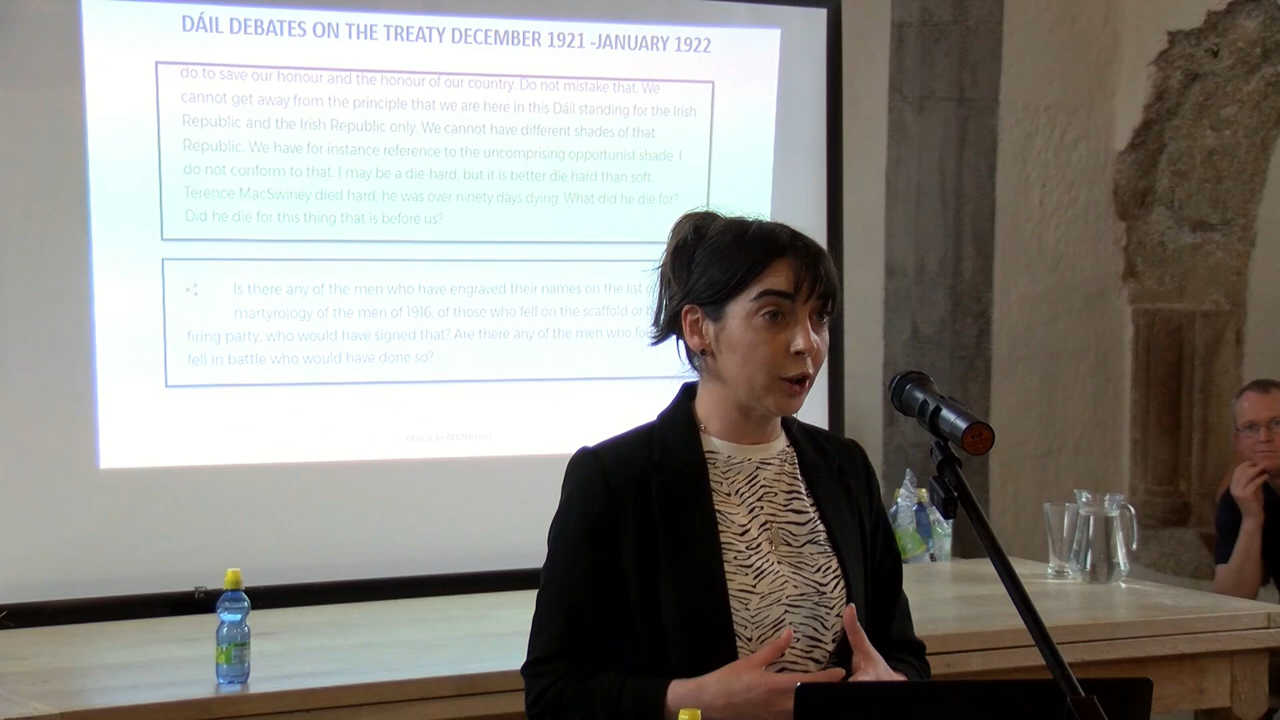 DÁIL DEBATES ON THE TREATY DECEMBER 1921 -JANUARY 1922
do to save our honour and the honour of our country. Do not mistake that. We
cannot get away from the principle that we are here in this Dáil standing for the Irish
Republic and the Irish Republic only. We cannot have different shades of that
Republic. We have for instance reference to the uncomprising opportunist shade. I
do not conform to that. I may be a die-hard, but it is better die hard than soft
Terence MacSwiney died hard, he was over ninety days dying. What did he die for?
Did he die for this thing that is before us?
Is there any of the men who have engraved their names on the list
martyrology of the men of 1916, of those who fell on the scaffold or
firing party, who would have signed that? Are there any of the men who
fell in battle who would have done so?
DECADE OF CENTENARIES